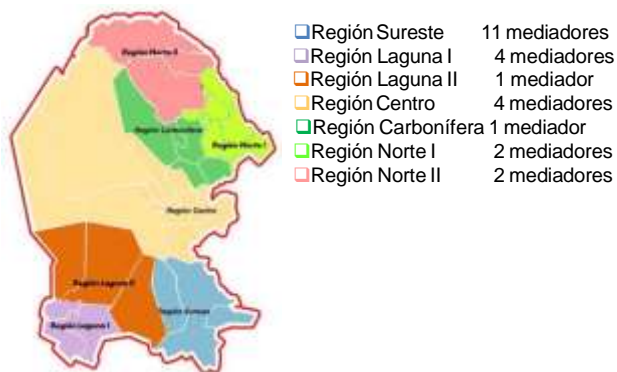 Región Norte II
Región Carbonífera
Región Norte I
Región Centro
Región Laguna II
Región Sureste
Región Laguna I
Región Sureste 11 mediadores
Región Laguna I 4 mediadores
Región Laguna II 1 mediador
Región Centro 4 mediadores
Región Carbonífera 1 mediador
Región Norte I 2 mediadores
Región Norte II 2 mediadores